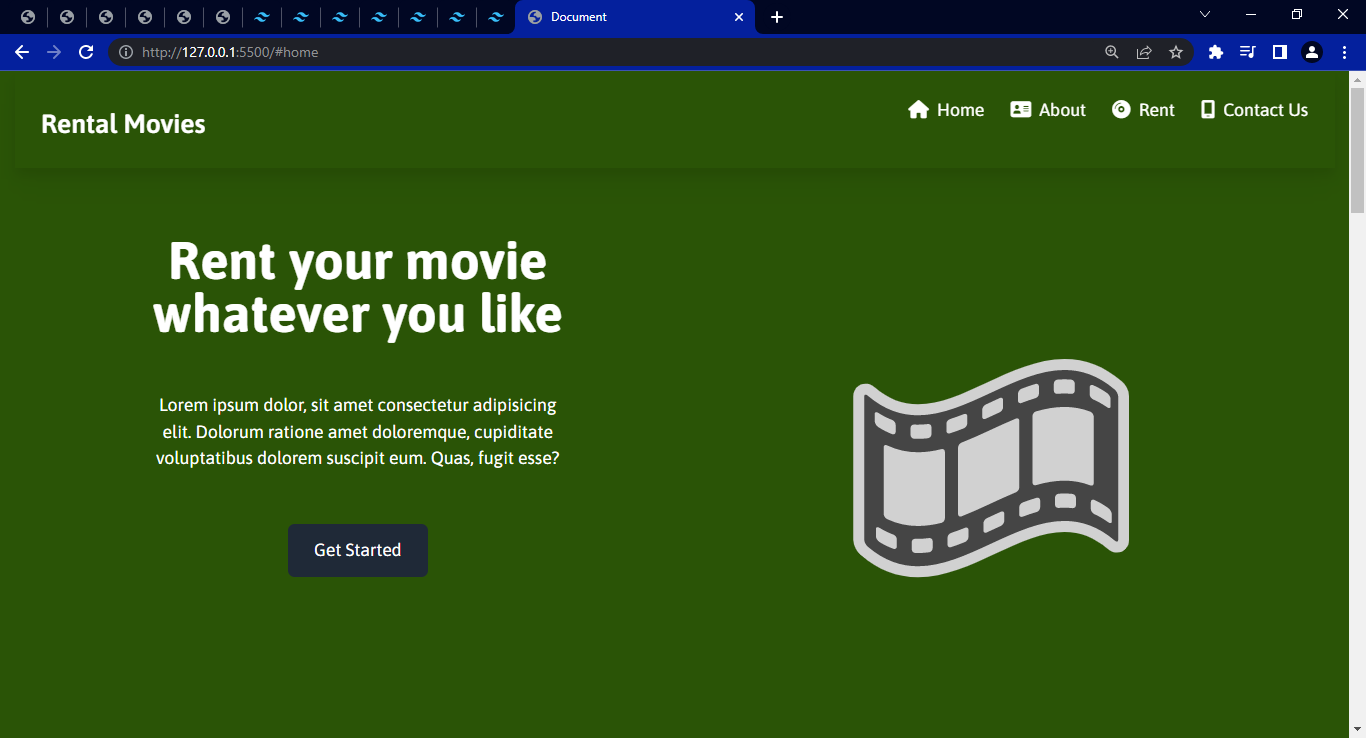 Document
http://127.0.0.1:5500/#home
Rental Movies
Home About Rent Contact Us
Rent your movie
whatever you like
Lorem ipsum dolor, sit amet consectetur adipisicing
elit. Dolorum ratione amet doloremque, cupiditate
voluptatibus dolorem suscipit eum. Quas, fugit esse?
Get Started